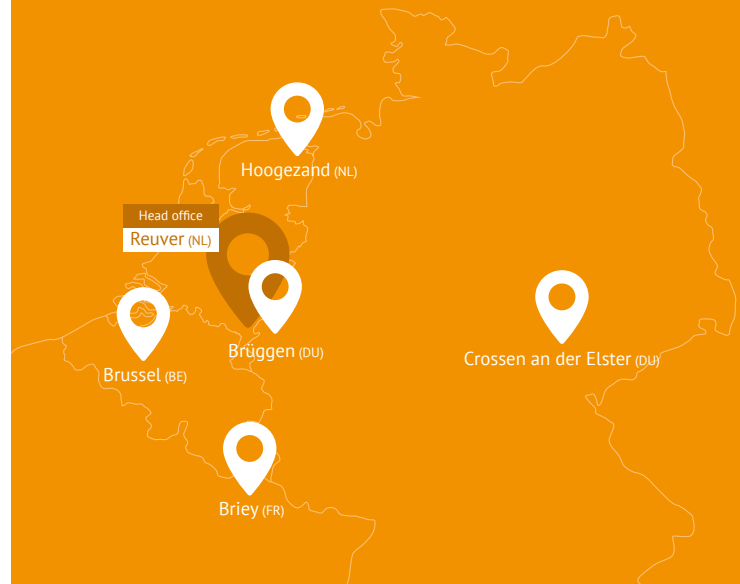 Hoogezand (NL)
Head office
Reuver (NL)
Brüggen (DU)
Crossen an der Elster (DU)
Brussel (BE)
Briey (FR)